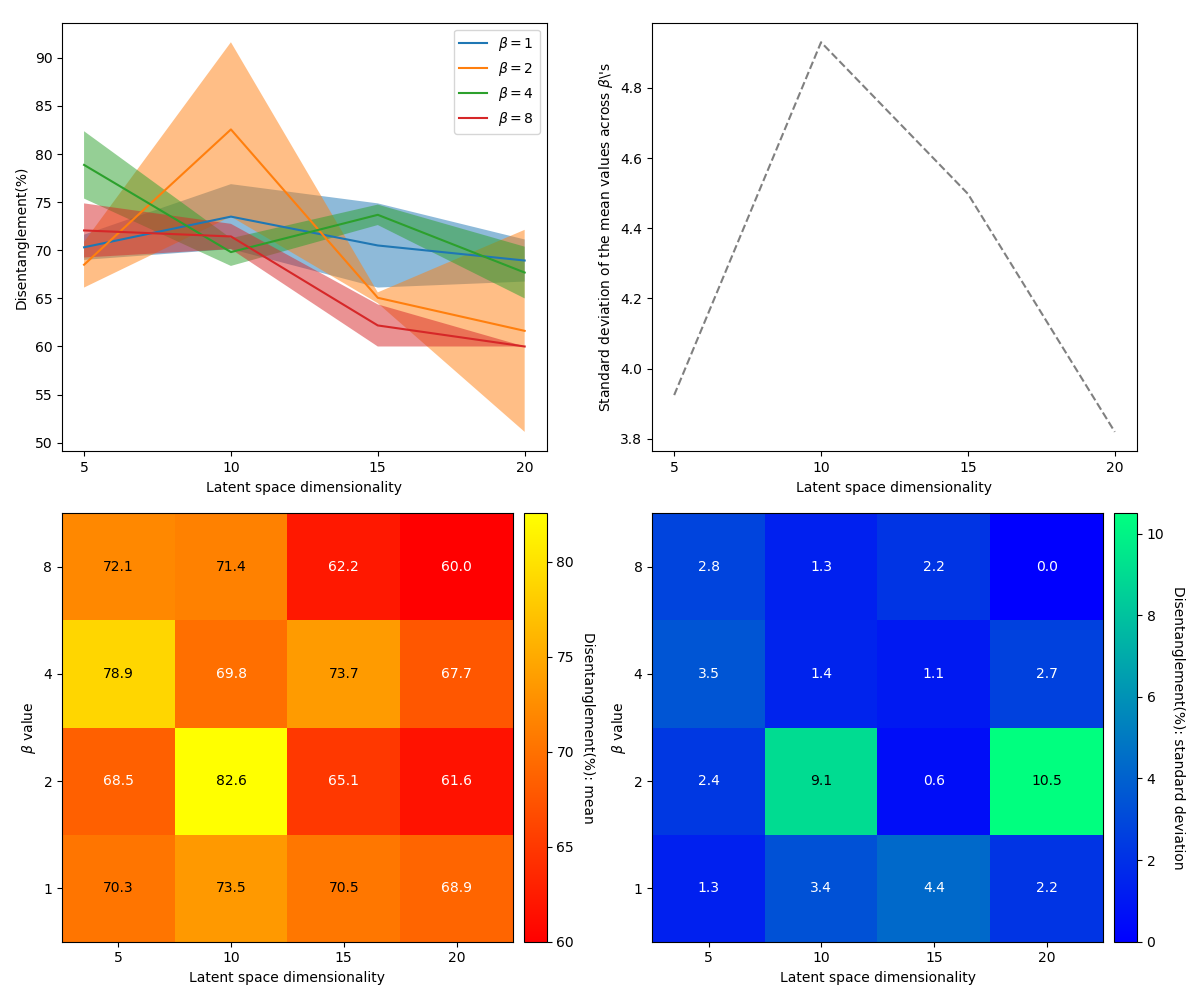 90
85
80
75
70
65
60
55
50
Disentanglement(%)
5 10 15 20
Latent space dimensionality
β = 1
β = 2
β = 4
β = 8
4.8
4.6
4.4
4.2
4.0
3.8
Standard deviation of the mean values across β\'s
5 10 15 20
Latent space dimensionality
8 72.1 71.4 62.2 60.0
4 78.9 69.8 73.7 67.7
2 68.5 82.6 65.1 61.6
1 70.3 73.5 70.5 68.9
β value
5 10 15 20
Latent space dimensionality
80
75
70
65
60
Disentanglement(%): mean
8 2.8 1.3 2.2 0.0
4 3.5 1.4 1.1 2.7
2 2.4 9.1 0.6 10.5
1 1.3 3.4 4.4 2.2
β value
5 10 15 20
Latent space dimensionality
10
8
6
4
2
0
Disentanglement(%): standard deviation